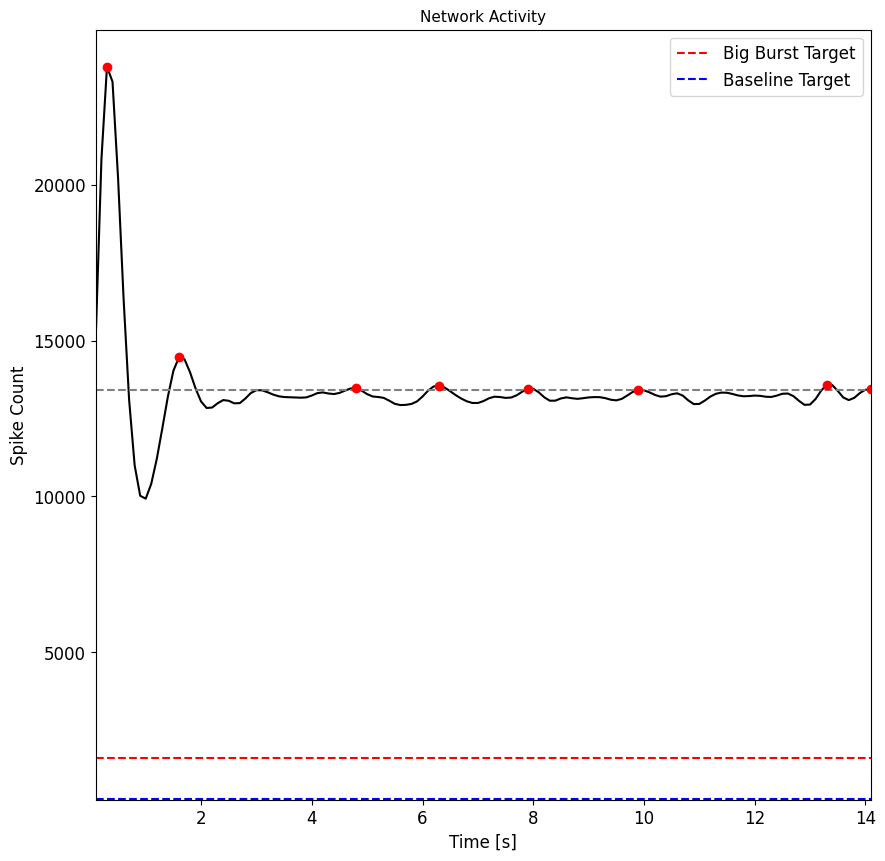 Network Activity
Big Burst Target
Baseline Target
Spike Count
20000
15000
10000
5000
2 4 6 8 10 12 14
Time [s]